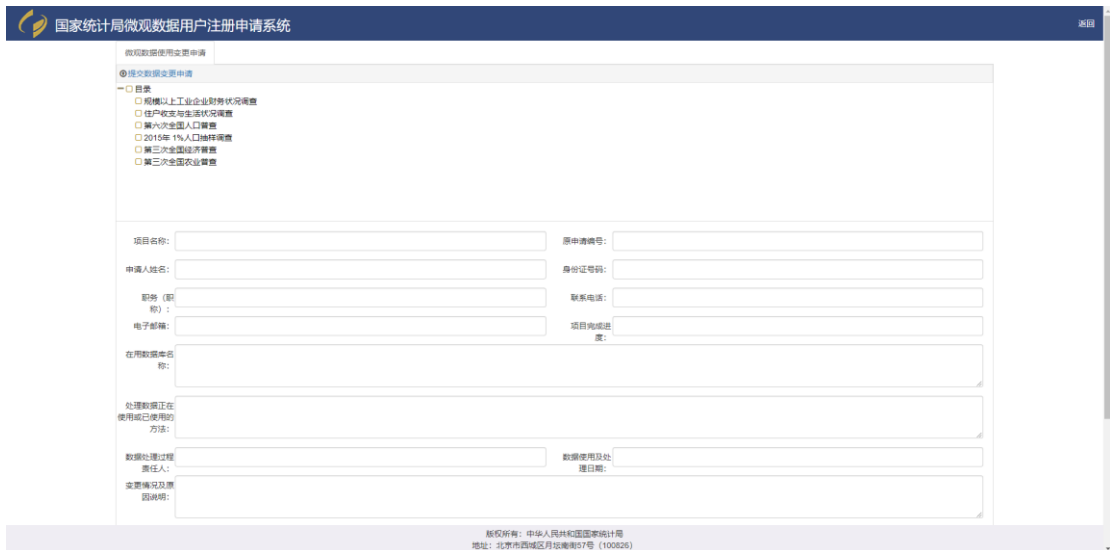 国家统计局微观数据用户注册申请系统
返回
微观数据使用变更申请
提交数据变更申请
目录
规模以上工业企业财务状况调查
住户收支与生活状况调查
第六次全国人口普查
2015年 1%人口抽样调查
第三次全国经济普查
第三次全国农业普查
项目名称：
原申请编号：
申请人姓名：
身份证号码：
职务（职
称）：
联系电话：
电子邮箱：
项目完成进
度：
在用数据库名
称：
处理数据正在
使用或已使用的
方法：
数据处理过程
责任人：
数据使用及处
理日期：
变更情况及原
因说明：
版权所有：中华人民共和国国家统计局
地址：北京市西城区月坛南街57号（100826）